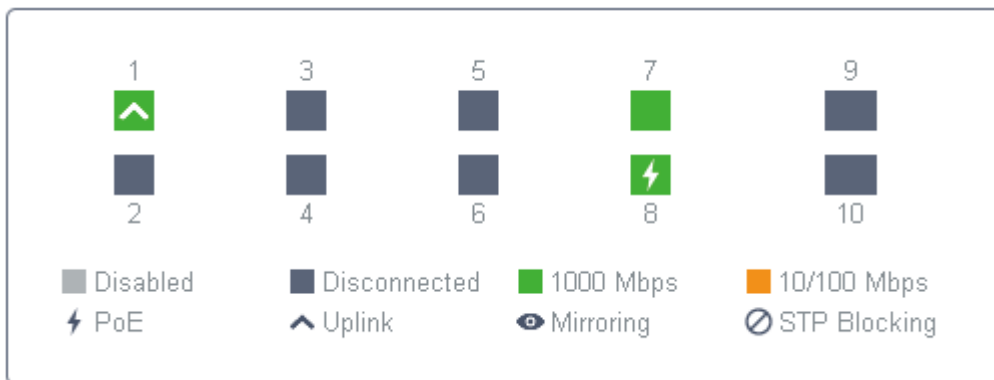 1 3 5 7 9
2 4 6 8 10
Disabled Disconnected 1000 Mbps 10/100 Mbps
PoE Uplink Mirroring STP Blocking